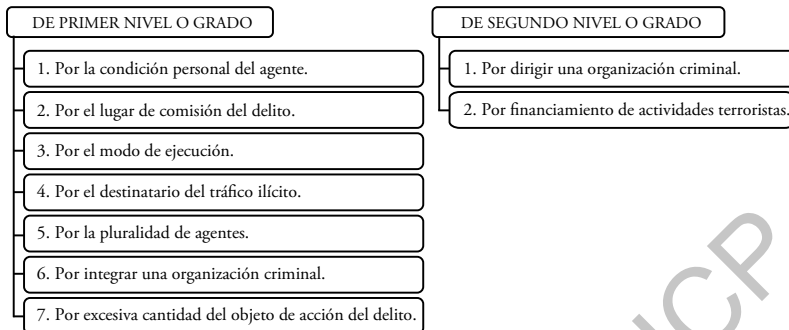 DE PRIMER NIVEL O GRADO
1. Por la condición personal del agente.
2. Por el lugar de comisión del delito.
3. Por el modo de ejecución.
4. Por el destinatario del tráfico ilícito.
5. Por la pluralidad de agentes.
6. Por integrar una organización criminal.
7. Por excesiva cantidad del objeto de acción del delito.
DE SEGUNDO NIVEL O GRADO
1. Por dirigir una organización criminal.
2. Por financiamiento de actividades terroristas.